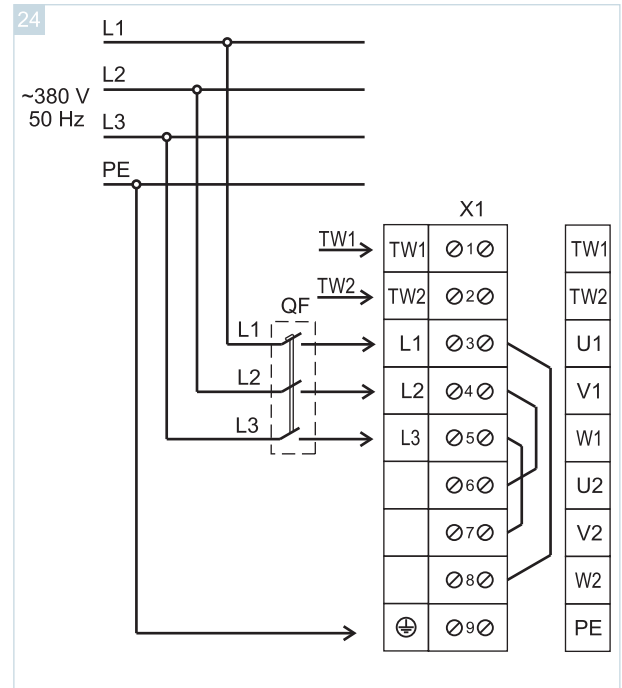 24
L1
L2
~380 V
50 Hz
L3
PE
X1
TW1 TW1 1 TW1
TW2 TW2 2 TW2
QF
L1 L1 3 U1
L2 L2 4 V1
L3 L3 5 W1
6 U2
7 V2
8 W2
9 PE